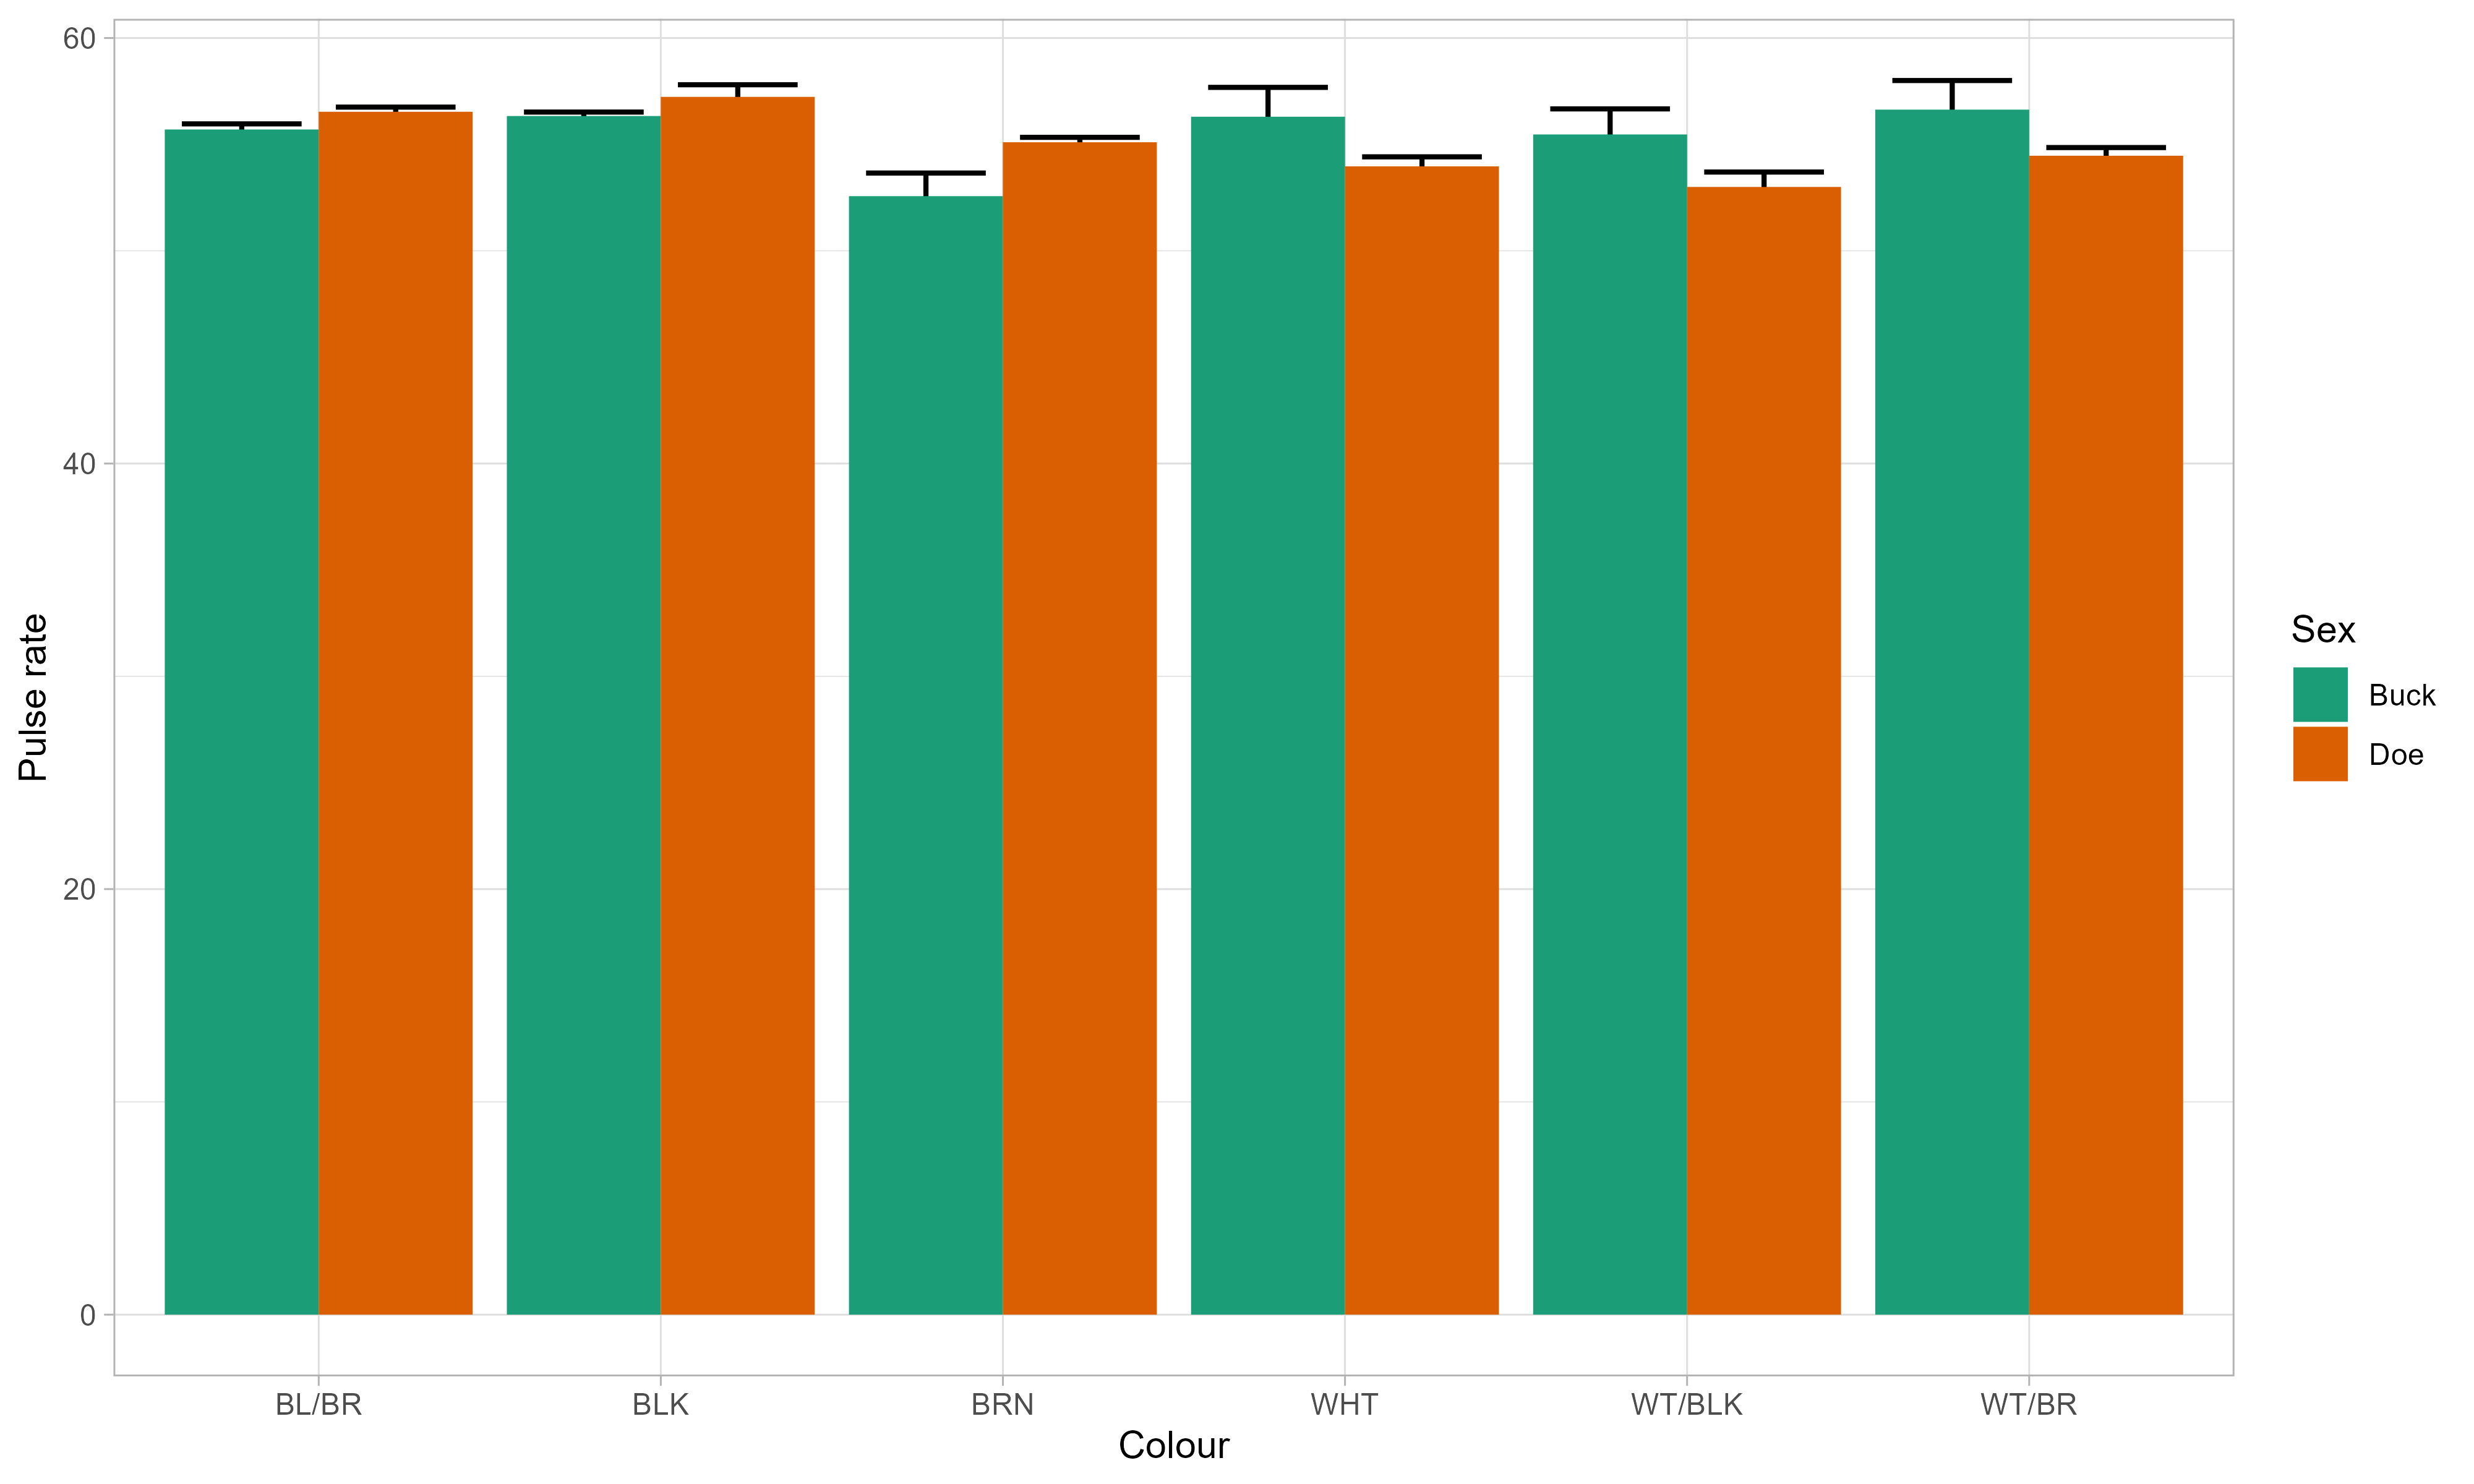 60
40
20
0
Pulse rate
BL/BR
BLK
BRN
WHT
WT/BLK
WT/BR
Colour
Sex
Buck
Doe